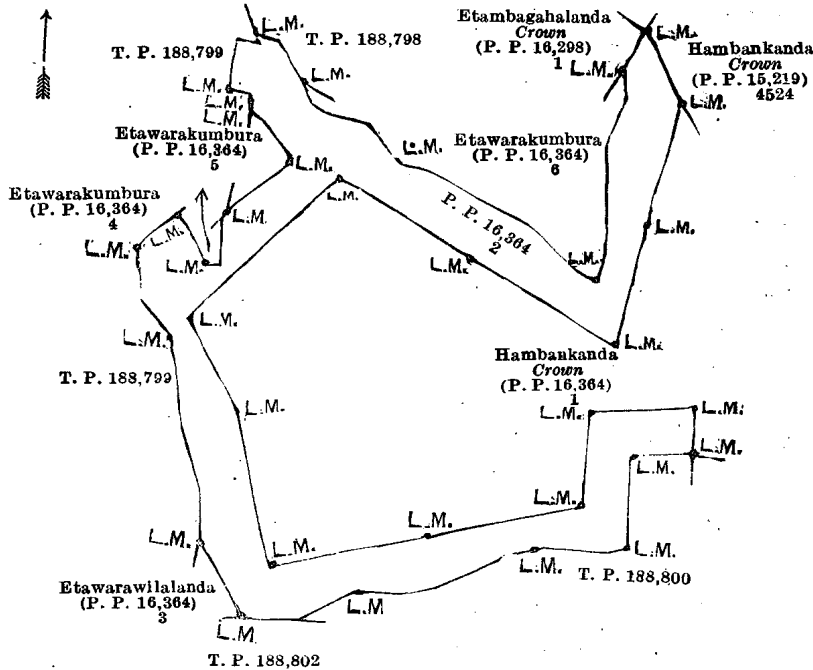 L.M.
T. P. 188,799
T. P. 188,798
Etambagahalanda
Crown
(P. P. 16,298)
1
L.M.
L.M.
Hambankanda
Crown
(P. P. 15,219)
4524
L.M.
L.M.
L.M.
L.M.
L.M.
L.M.
Etawarakumbura
(P. P. 16,364)
5
L.M.
Etawarakumbura
(P. P. 16,364)
6
L.M.
L.M.
Etawarakumbura
(P. P. 16,364)
4
L.M.
L.M.
L.M.
L.M.
P. P. 16,364
2
L.M.
L.M.
L.M.
L.M.
L.M.
L.M.
L.M.
T. P. 188,799
Hambankanda
Crown
(P. P. 16,364)
1
L.M.
L.M.
L.M.
L.M.
L.M.
L.M.
L.M.
L.M.
L.M.
L.M.
L.M.
T. P. 188,800
Etawarawilalanda
(P. P. 16,364)
3
L.M
L.M
T. P. 188,802